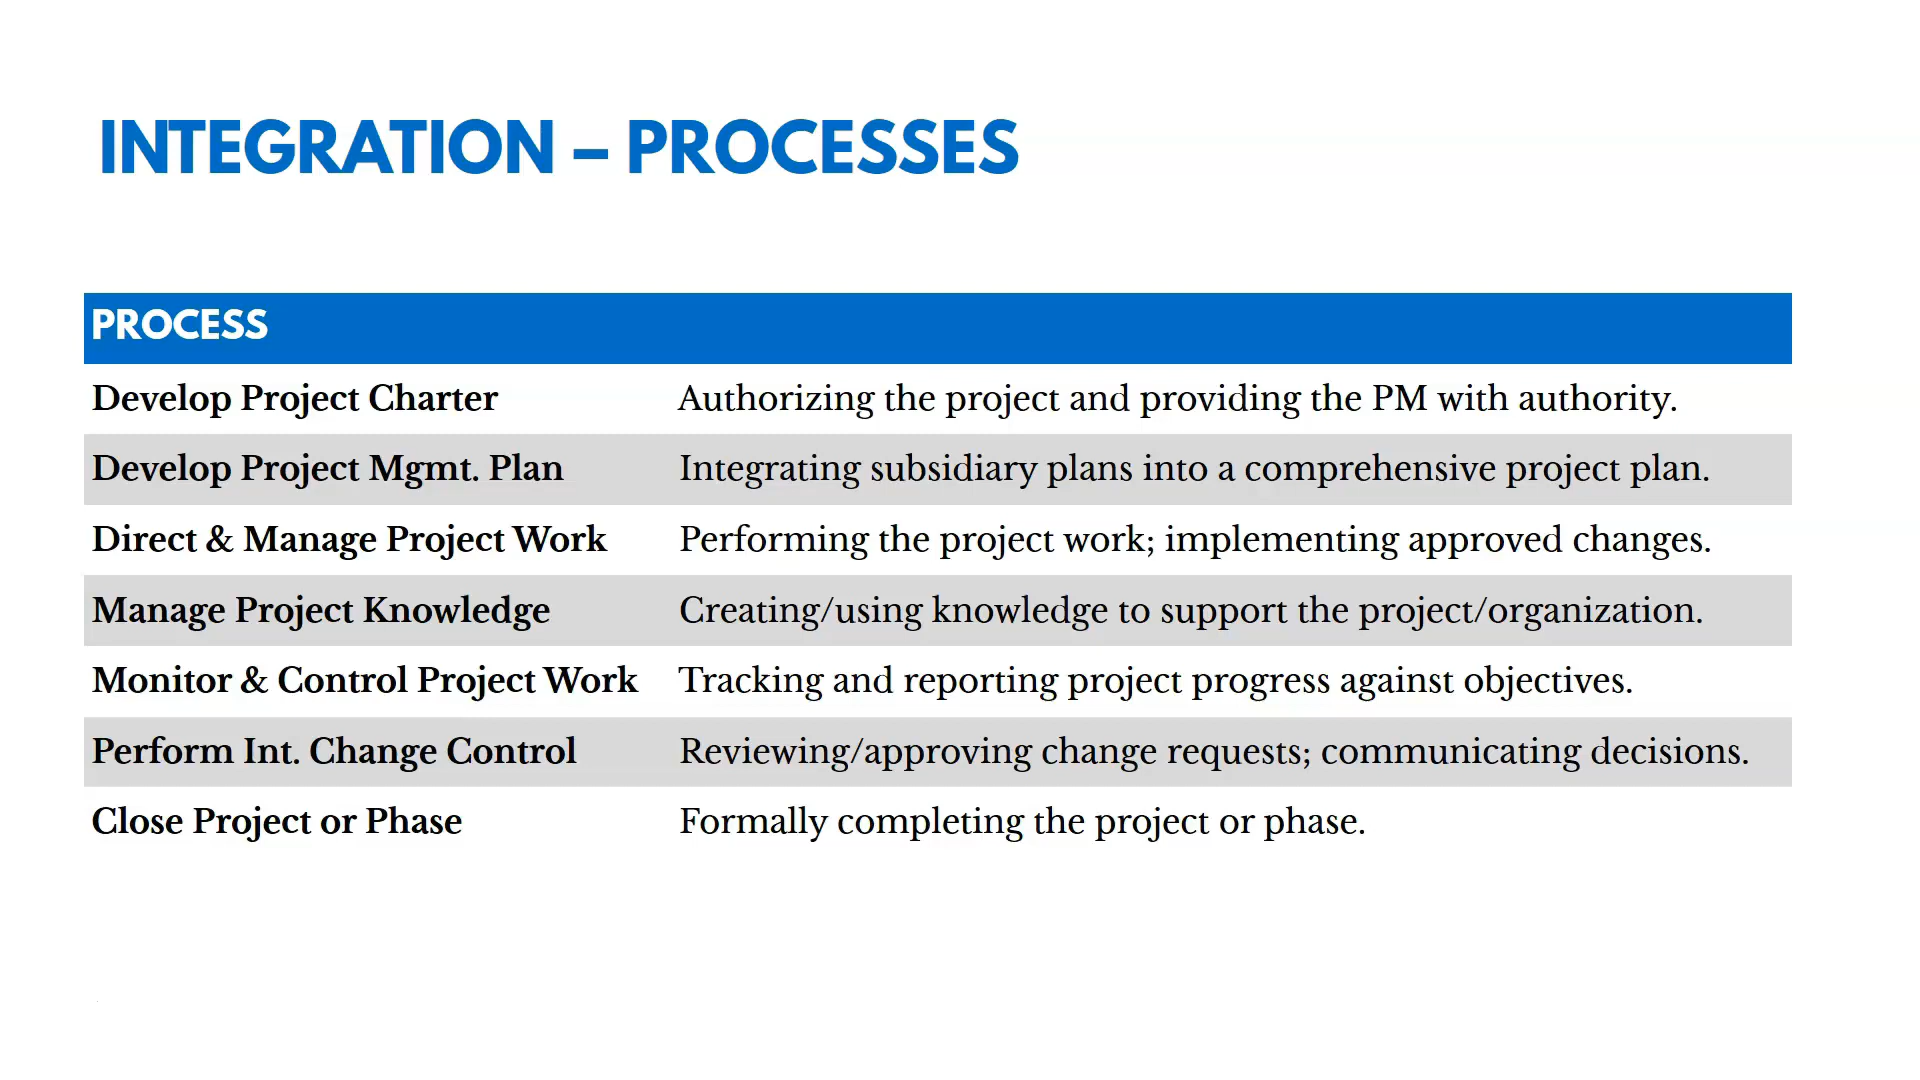 INTEGRATION – PROCESSES
PROCESS
Develop Project Charter Authorizing the project and providing the PM with authority.
Develop Project Mgmt. Plan Integrating subsidiary plans into a comprehensive project plan.
Direct & Manage Project Work Performing the project work; implementing approved changes.
Manage Project Knowledge Creating/using knowledge to support the project/organization.
Monitor & Control Project Work Tracking and reporting project progress against objectives.
Perform Int. Change Control Reviewing/approving change requests; communicating decisions.
Close Project or Phase Formally completing the project or phase.